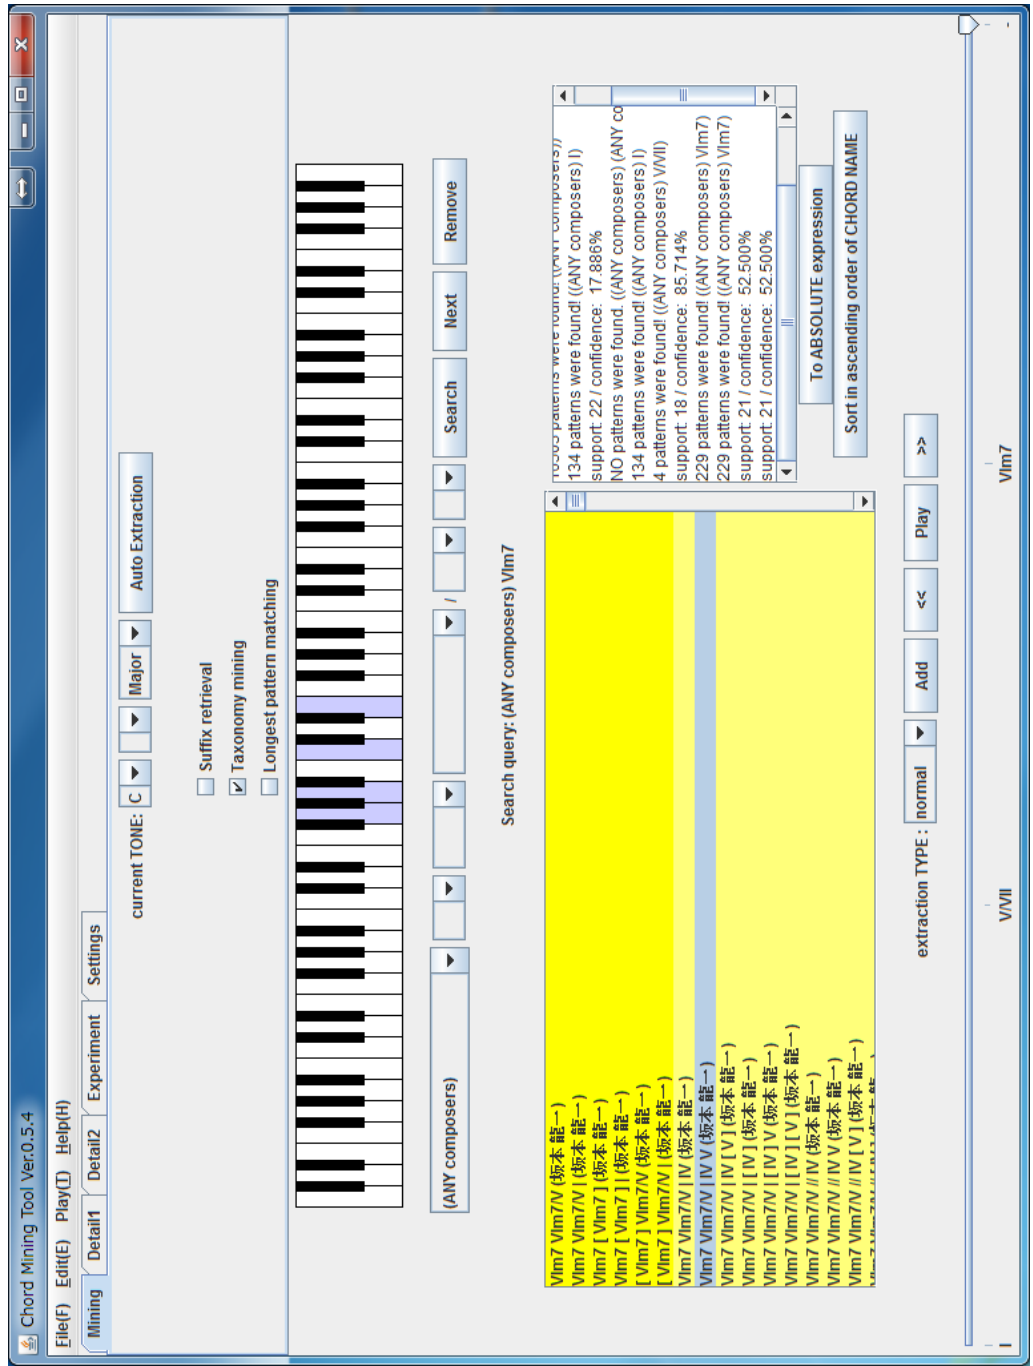 Chord Mining Tool Ver.0.5.4
File(F) Edit(E) Play(T) Help(H)
Mining Detail1 Detail2 Experiment Settings
current TONE: C Major Auto Extraction
Suffix retrieval
Taxonomy mining
Longest pattern matching
(ANY composers) / Search Next Remove
Search query: (ANY composers) VIm7
VIm7 VIm7/V (坂本 龍一)
VIm7 VIm7/V | (坂本 龍一)
VIm7 [ VIm7 ] (坂本 龍一)
VIm7 [ VIm7 ] | (坂本 龍一)
[ VIm7 ] VIm7/V (坂本 龍一)
[ VIm7 ] VIm7/V | (坂本 龍一)
VIm7 VIm7/V | IV (坂本 龍一)
VIm7 VIm7/V | IV V (坂本 龍一)
VIm7 VIm7/V | IV [ V ] (坂本 龍一)
VIm7 VIm7/V | [ IV ] (坂本 龍一)
VIm7 VIm7/V | [ IV ] V (坂本 龍一)
VIm7 VIm7/V | [ IV ] [ V ] (坂本 龍一)
VIm7 VIm7/V // IV (坂本 龍一)
VIm7 VIm7/V // IV V (坂本 龍一)
VIm7 VIm7/V // IV [ V ] (坂本 龍一)
patterns were found! ((ANY composers))
134 patterns were found! ((ANY composers) I)
support: 22 / confidence: 17.886%
NO patterns were found. ((ANY composers) (ANY co
134 patterns were found! ((ANY composers) I)
4 patterns were found! ((ANY composers) V/VII)
support: 18 / confidence: 85.714%
229 patterns were found! ((ANY composers) VIm7)
229 patterns were found! ((ANY composers) VIm7)
support: 21 / confidence: 52.500%
support: 21 / confidence: 52.500%
To ABSOLUTE expression
Sort in ascending order of CHORD NAME
extraction TYPE : normal Add << Play >>
I V/VII VIm7 -